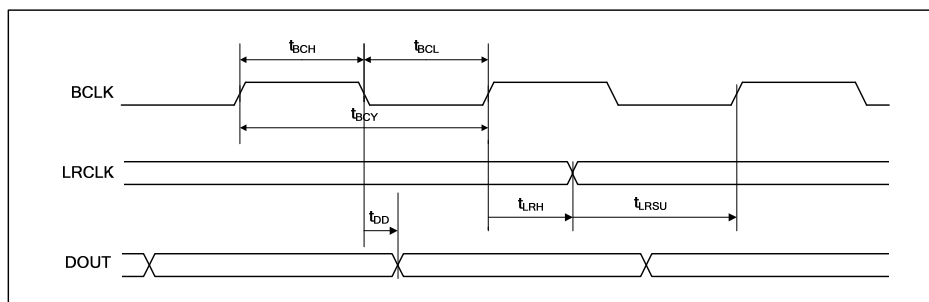 tBCH
tBCL
BCLK
tBCY
LRCLK
tLRH
tLRSU
tDD
DOUT